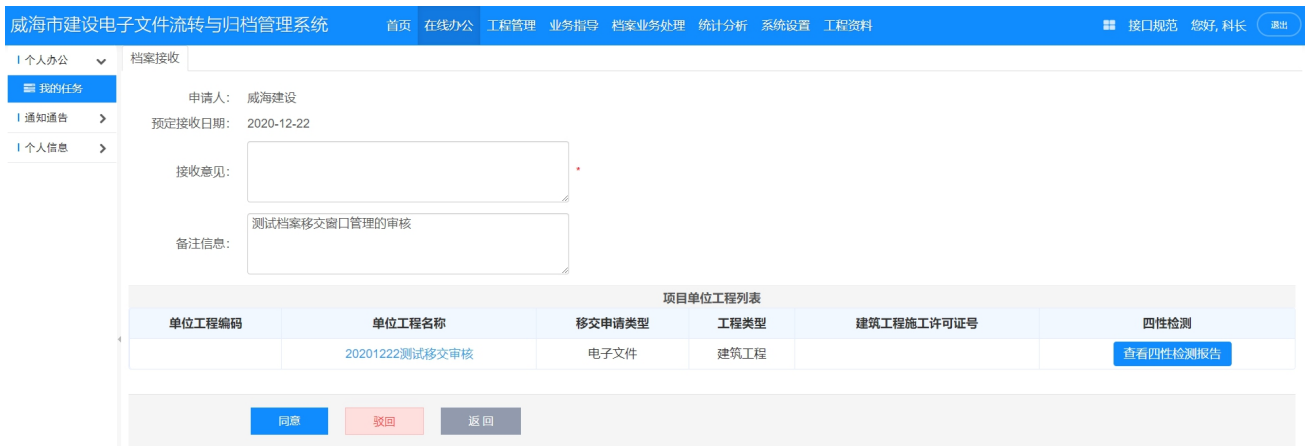 威海市建设电子文件流转与归档管理系统 首页 在线办公 工程管理 业务指导 档案业务处理 统计分析 系统设置 工程资料 接口规范 您好, 科长 退出
个人办公 档案接收
我的任务
申请人: 威海建设
通知通告
预定接收日期: 2020-12-22
个人信息
接收意见: *
测试档案移交窗口管理的审核
备注信息:
项目单位工程列表
单位工程编码 单位工程名称 移交申请类型 工程类型 建筑工程施工许可证号 四性检测
20201222测试移交审核 电子文件 建筑工程 查看四性检测报告
同意 驳回 返回